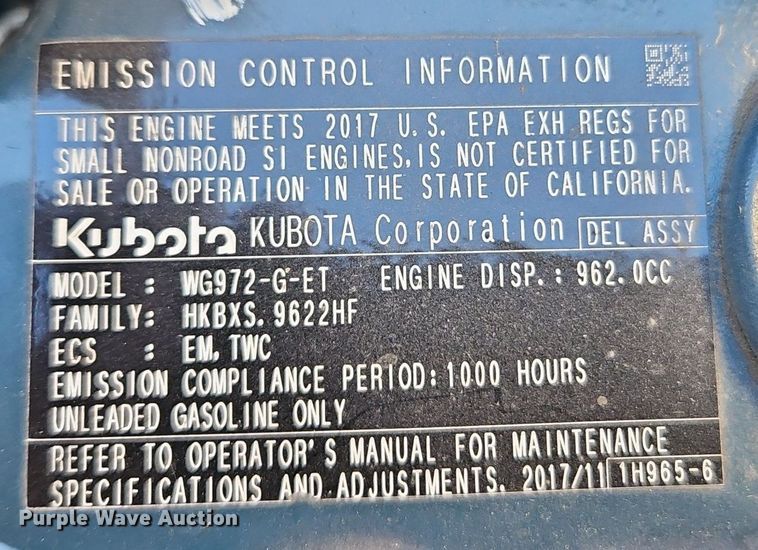 EMISSION CONTROL INFORMATION
THIS ENGINE MEETS 2017 U.S. EPA EXH REGS FOR
SMALL NONROAD SI ENGINES,IS NOT CERTIFIED FOR
SALE OR OPERATION IN THE STATE OF CALIFORNIA.
Kubota KUBOTA Corporation DEL ASSY
MODEL : WG972-G-ET ENGINE DISP.: 962.0CC
FAMILY: HKBXS.9622HF
ECS : EM,TWC
EMISSION COMPLIANCE PERIOD:1000 HOURS
UNLEADED GASOLINE ONLY
REFER TO OPERATOR'S MANUAL FOR MAINTENANCE
SPECIFICATIONS AND ADJUSTMENTS. 2017/11 1H965-6
Purple Wave Auction